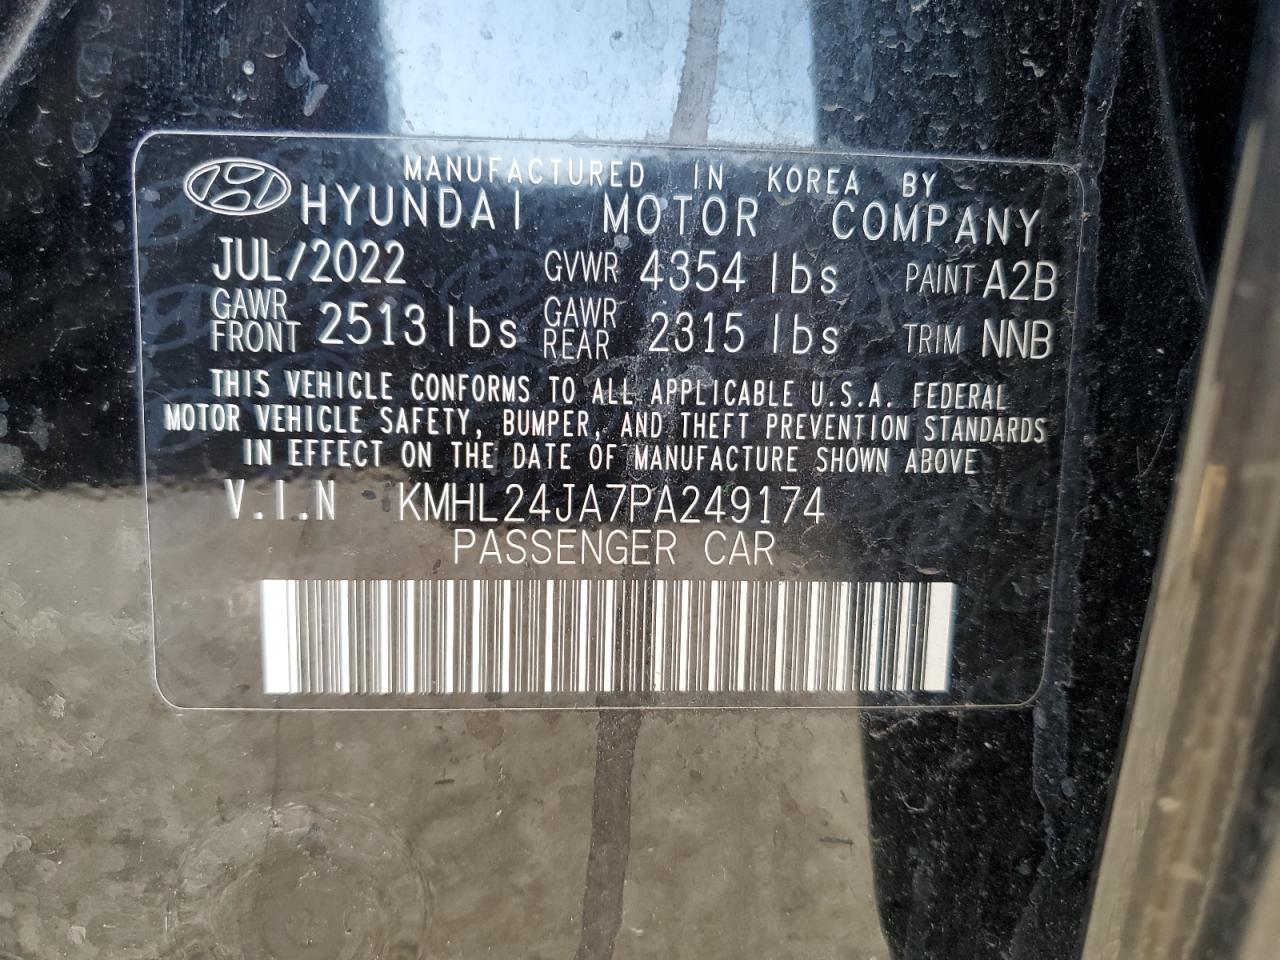 MANUFACTURED IN KOREA BY
HYUNDAI MOTOR COMPANY
JUL/2022 GVWR 4354 lbs PAINT A2B
GAWR FRONT 2513 lbs GAWR REAR 2315 lbs TRIM NNB
THIS VEHICLE CONFORMS TO ALL APPLICABLE U.S.A. FEDERAL
MOTOR VEHICLE SAFETY, BUMPER, AND THEFT PREVENTION STANDARDS
IN EFFECT ON THE DATE OF MANUFACTURE SHOWN ABOVE
V.I.N KMHL24JA7PA249174
PASSENGER CAR